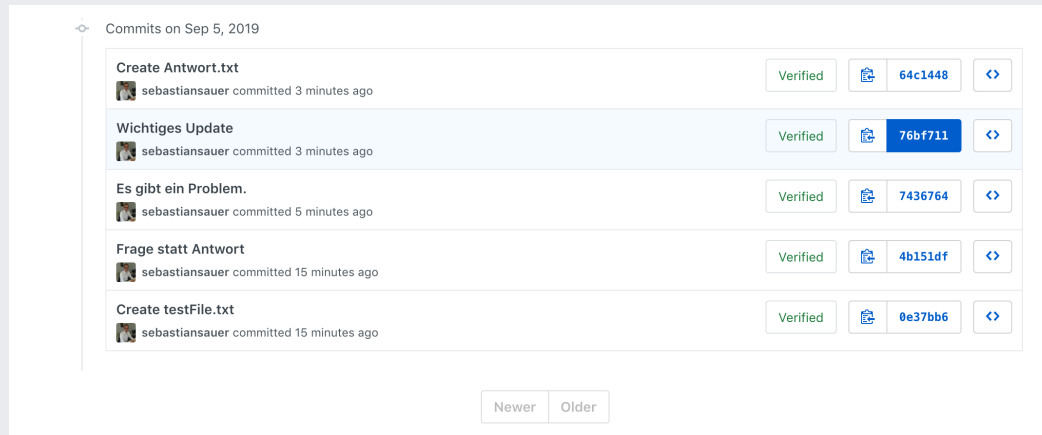 Commits on Sep 5, 2019
Create Antwort.txt
sebastiansauer committed 3 minutes ago
Verified
64c1448
Wichtiges Update
sebastiansauer committed 3 minutes ago
Verified
76bf711
Es gibt ein Problem.
sebastiansauer committed 5 minutes ago
Verified
7436764
Frage statt Antwort
sebastiansauer committed 15 minutes ago
Verified
4b151df
Create testFile.txt
sebastiansauer committed 15 minutes ago
Verified
0e37bb6
Newer Older